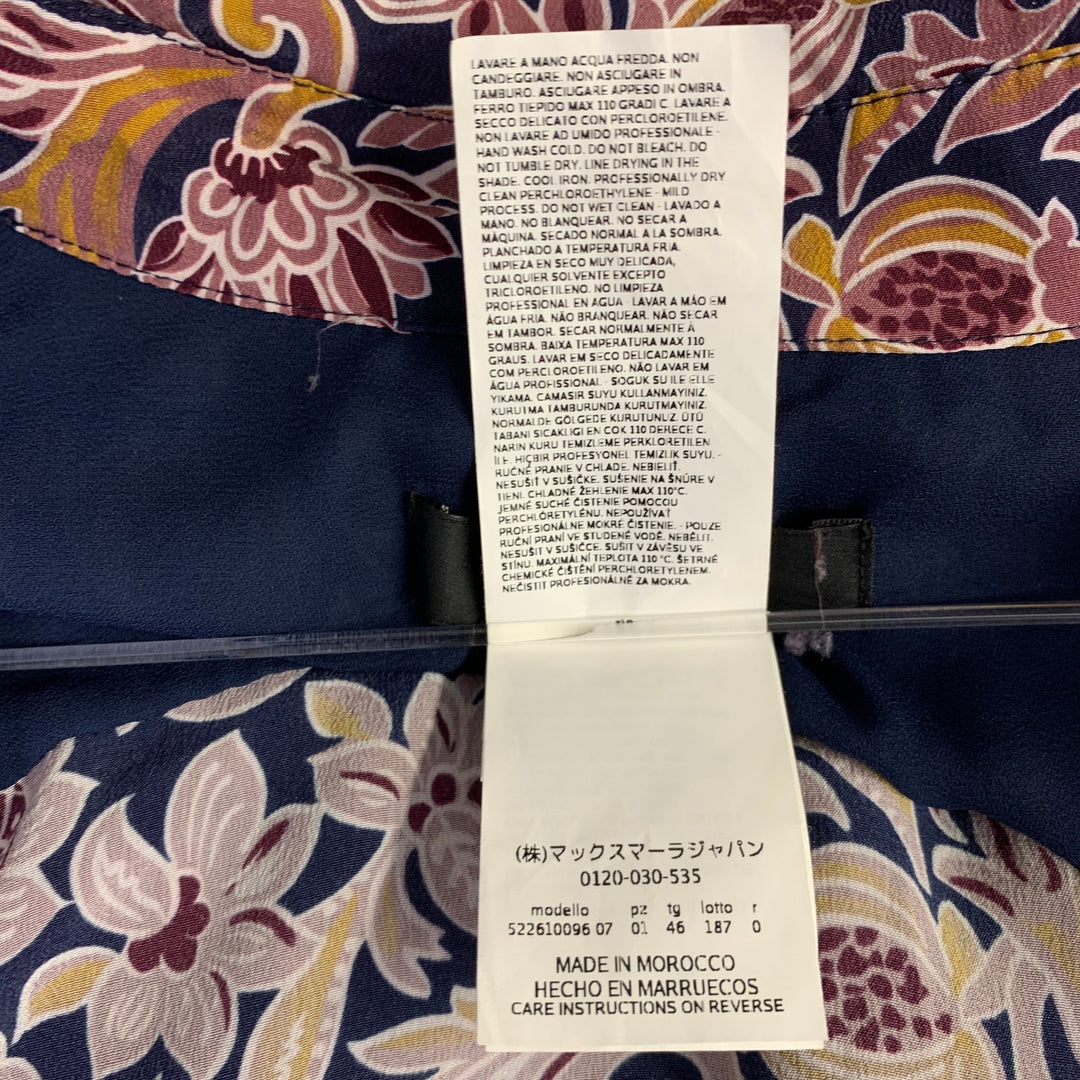 LAVARE A MANO ACQUA FREDDA. NON
CANDEGGIARE. NON ASCIUGARE IN
TAMBURO. ASCIUGARE APPESO IN OMBRA.
FERRO TIEPIDO MAX 110 GRADI C. LAVARE A
SECCO DELICATO CON PERCLOROETILENE.
NON LAVARE AD UMIDO PROFESSIONALE -
HAND WASH COLD. DO NOT BLEACH. DO
NOT TUMBLE DRY. LINE DRYING IN THE
SHADE. COOL IRON. PROFESSIONALLY DRY
CLEAN PERCHLOROETHYLENE - MILD
PROCESS. DO NOT WET CLEAN - LAVADO A
MANO. NO BLANQUEAR. NO SECAR A
MÁQUINA. SECADO NORMAL A LA SOMBRA.
PLANCHADO A TEMPERATURA FRIA.
LIMPIEZA EN SECO MUY DELICADA,
CUALQUIER SOLVENTE EXCEPTO
TRICLOROETILENO. NO LIMPIEZA
PROFESSIONAL EN AGUA - LAVAR A MÃO EM
ÁGUA FRIA. NÃO BRANQUEAR. NÃO SECAR
EM TAMBOR. SECAR NORMALMENTE À
SOMBRA. BAIXA TEMPERATURA MAX 110
GRAUS. LAVAR EM SECO DELICADAMENTE
COM PERCLOROETILENO. NÃO LAVAR EM
ÁGUA PROFISSIONAL - SOGUK SU ILE ELLE
YIKAMA. CAMASIR SUYU KULLANMAYINIZ.
KURUTMA TAMBURUNDA KURUTMAYINIZ.
NORMALDE GÖLGEDE KURUTUNUZ. ÜTÜ
TABANI SICAKLIGI EN COK 110 DERECE C.
NARIN KURU TEMIZLEME PERKLORETILEN
İLE. HIÇBIR PROFESYONEL TEMIZLIK SUYU. -
RUČNÉ PRANIE V CHLADE. NEBIELIŤ.
NESUŠIŤ V SUŠIČKE. SUŠENIE NA ŠNÚRE V
TIENI. CHLADNÉ ŽEHLENIE MAX 110°C.
JEMNÉ SUCHÉ ČISTENIE POMOCOU
PERCHLÓRETYLÉNU. NEPOUŽÍVAŤ
PROFESIONÁLNE MOKRÉ ČISTENIE. - POUZE
RUČNÍ PRANÍ VE STUDENÉ VODĚ. NEBĚLIT.
NESUŠIT V SUŠIČCE. SUŠIT V ZÁVĚSU VE
STÍNU. MAXIMÁLNÍ TEPLOTA 110 °C. ŠETRNÉ
CHEMICKÉ ČIŠTĚNÍ PERCHLORETYLENEM.
NEČISTIT PROFESIONÁLNĚ ZA MOKRA.
(株)マックスマーラジャパン
0120-030-535
modello pz tg lotto r
522610096 07 01 46 187 0
MADE IN MOROCCO
HECHO EN MARRUECOS
CARE INSTRUCTIONS ON REVERSE